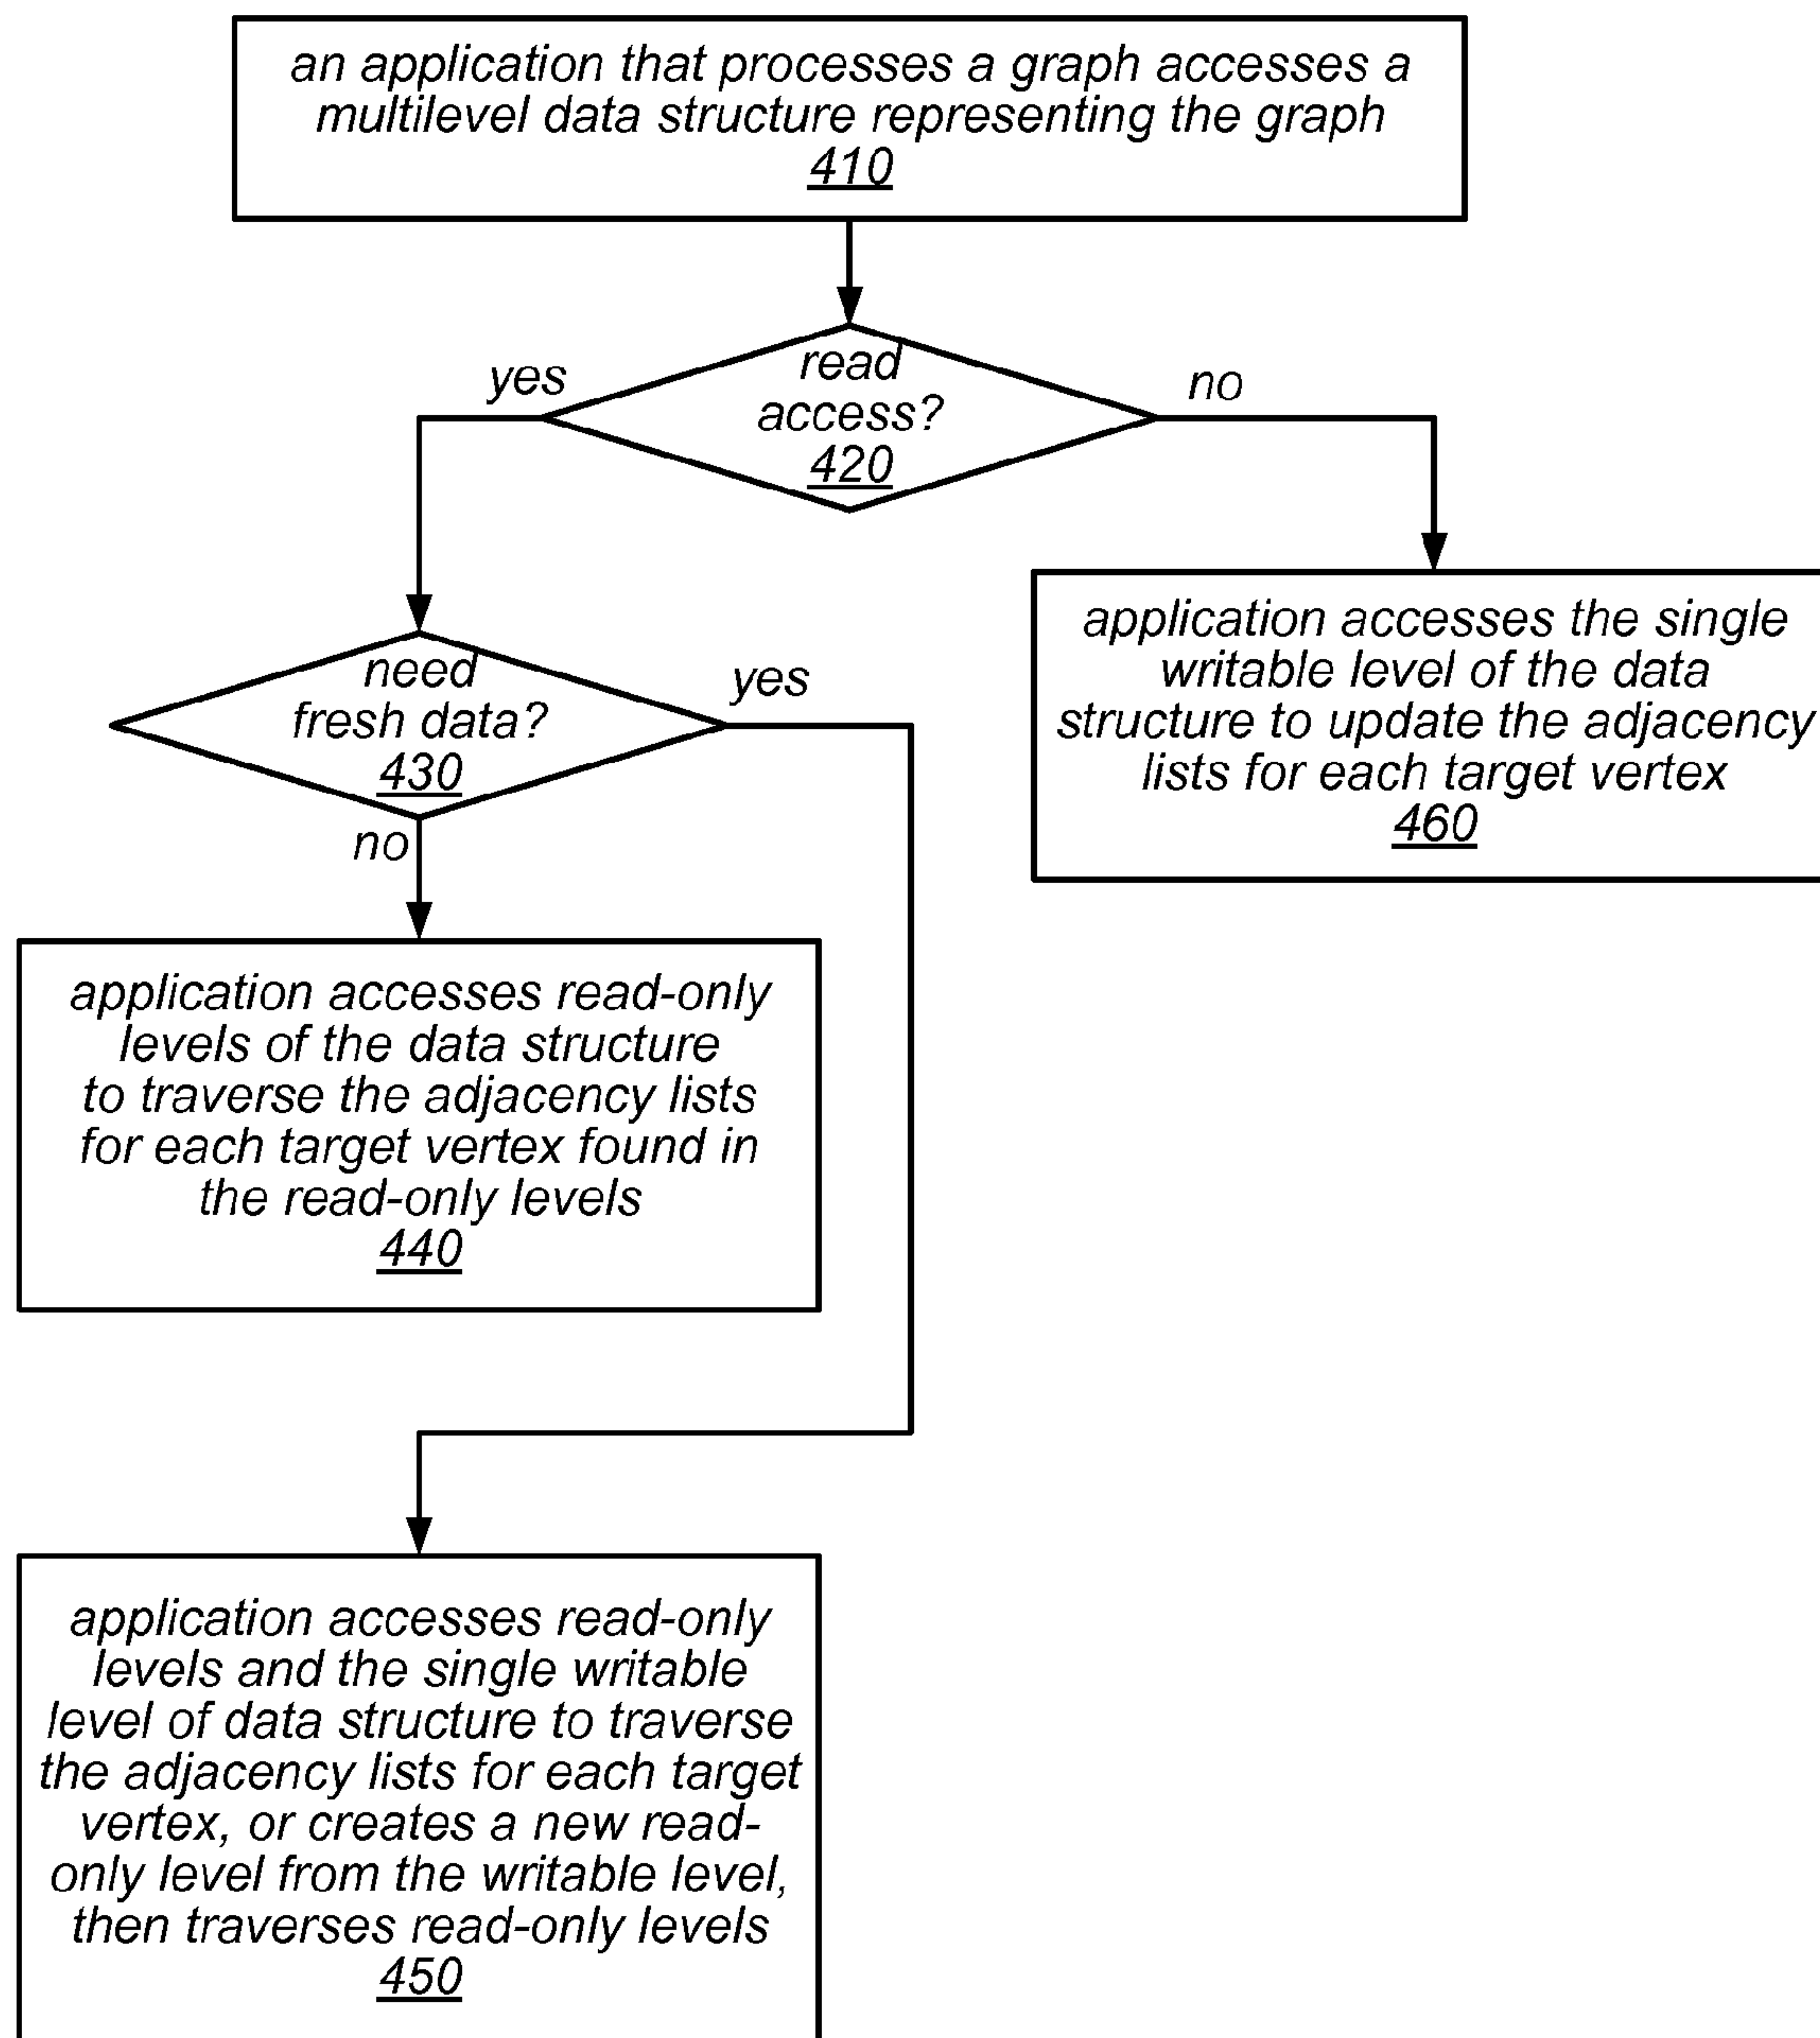 an application that processes a graph accesses a
multilevel data structure representing the graph
410
yes
read
access?
420
no
need
fresh data?
430
yes
no
application accesses the single
writable level of the data
structure to update the adjacency
lists for each target vertex
460
application accesses read-only
levels of the data structure
to traverse the adjacency lists
for each target vertex found in
the read-only levels
440
application accesses read-only
levels and the single writable
level of data structure to traverse
the adjacency lists for each target
vertex, or creates a new read-
only level from the writable level,
then traverses read-only levels
450